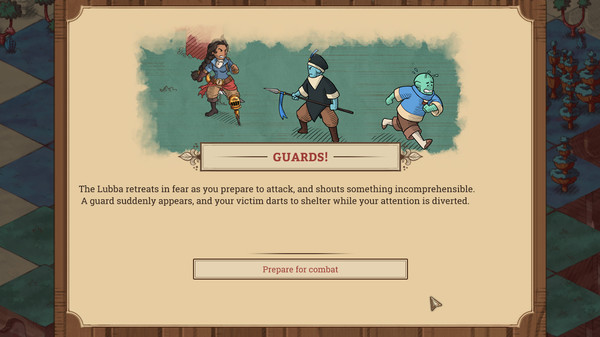 GUARDS!
The Lubba retreats in fear as you prepare to attack, and shouts something incomprehensible.
A guard suddenly appears, and your victim darts to shelter while your attention is diverted.
Prepare for combat